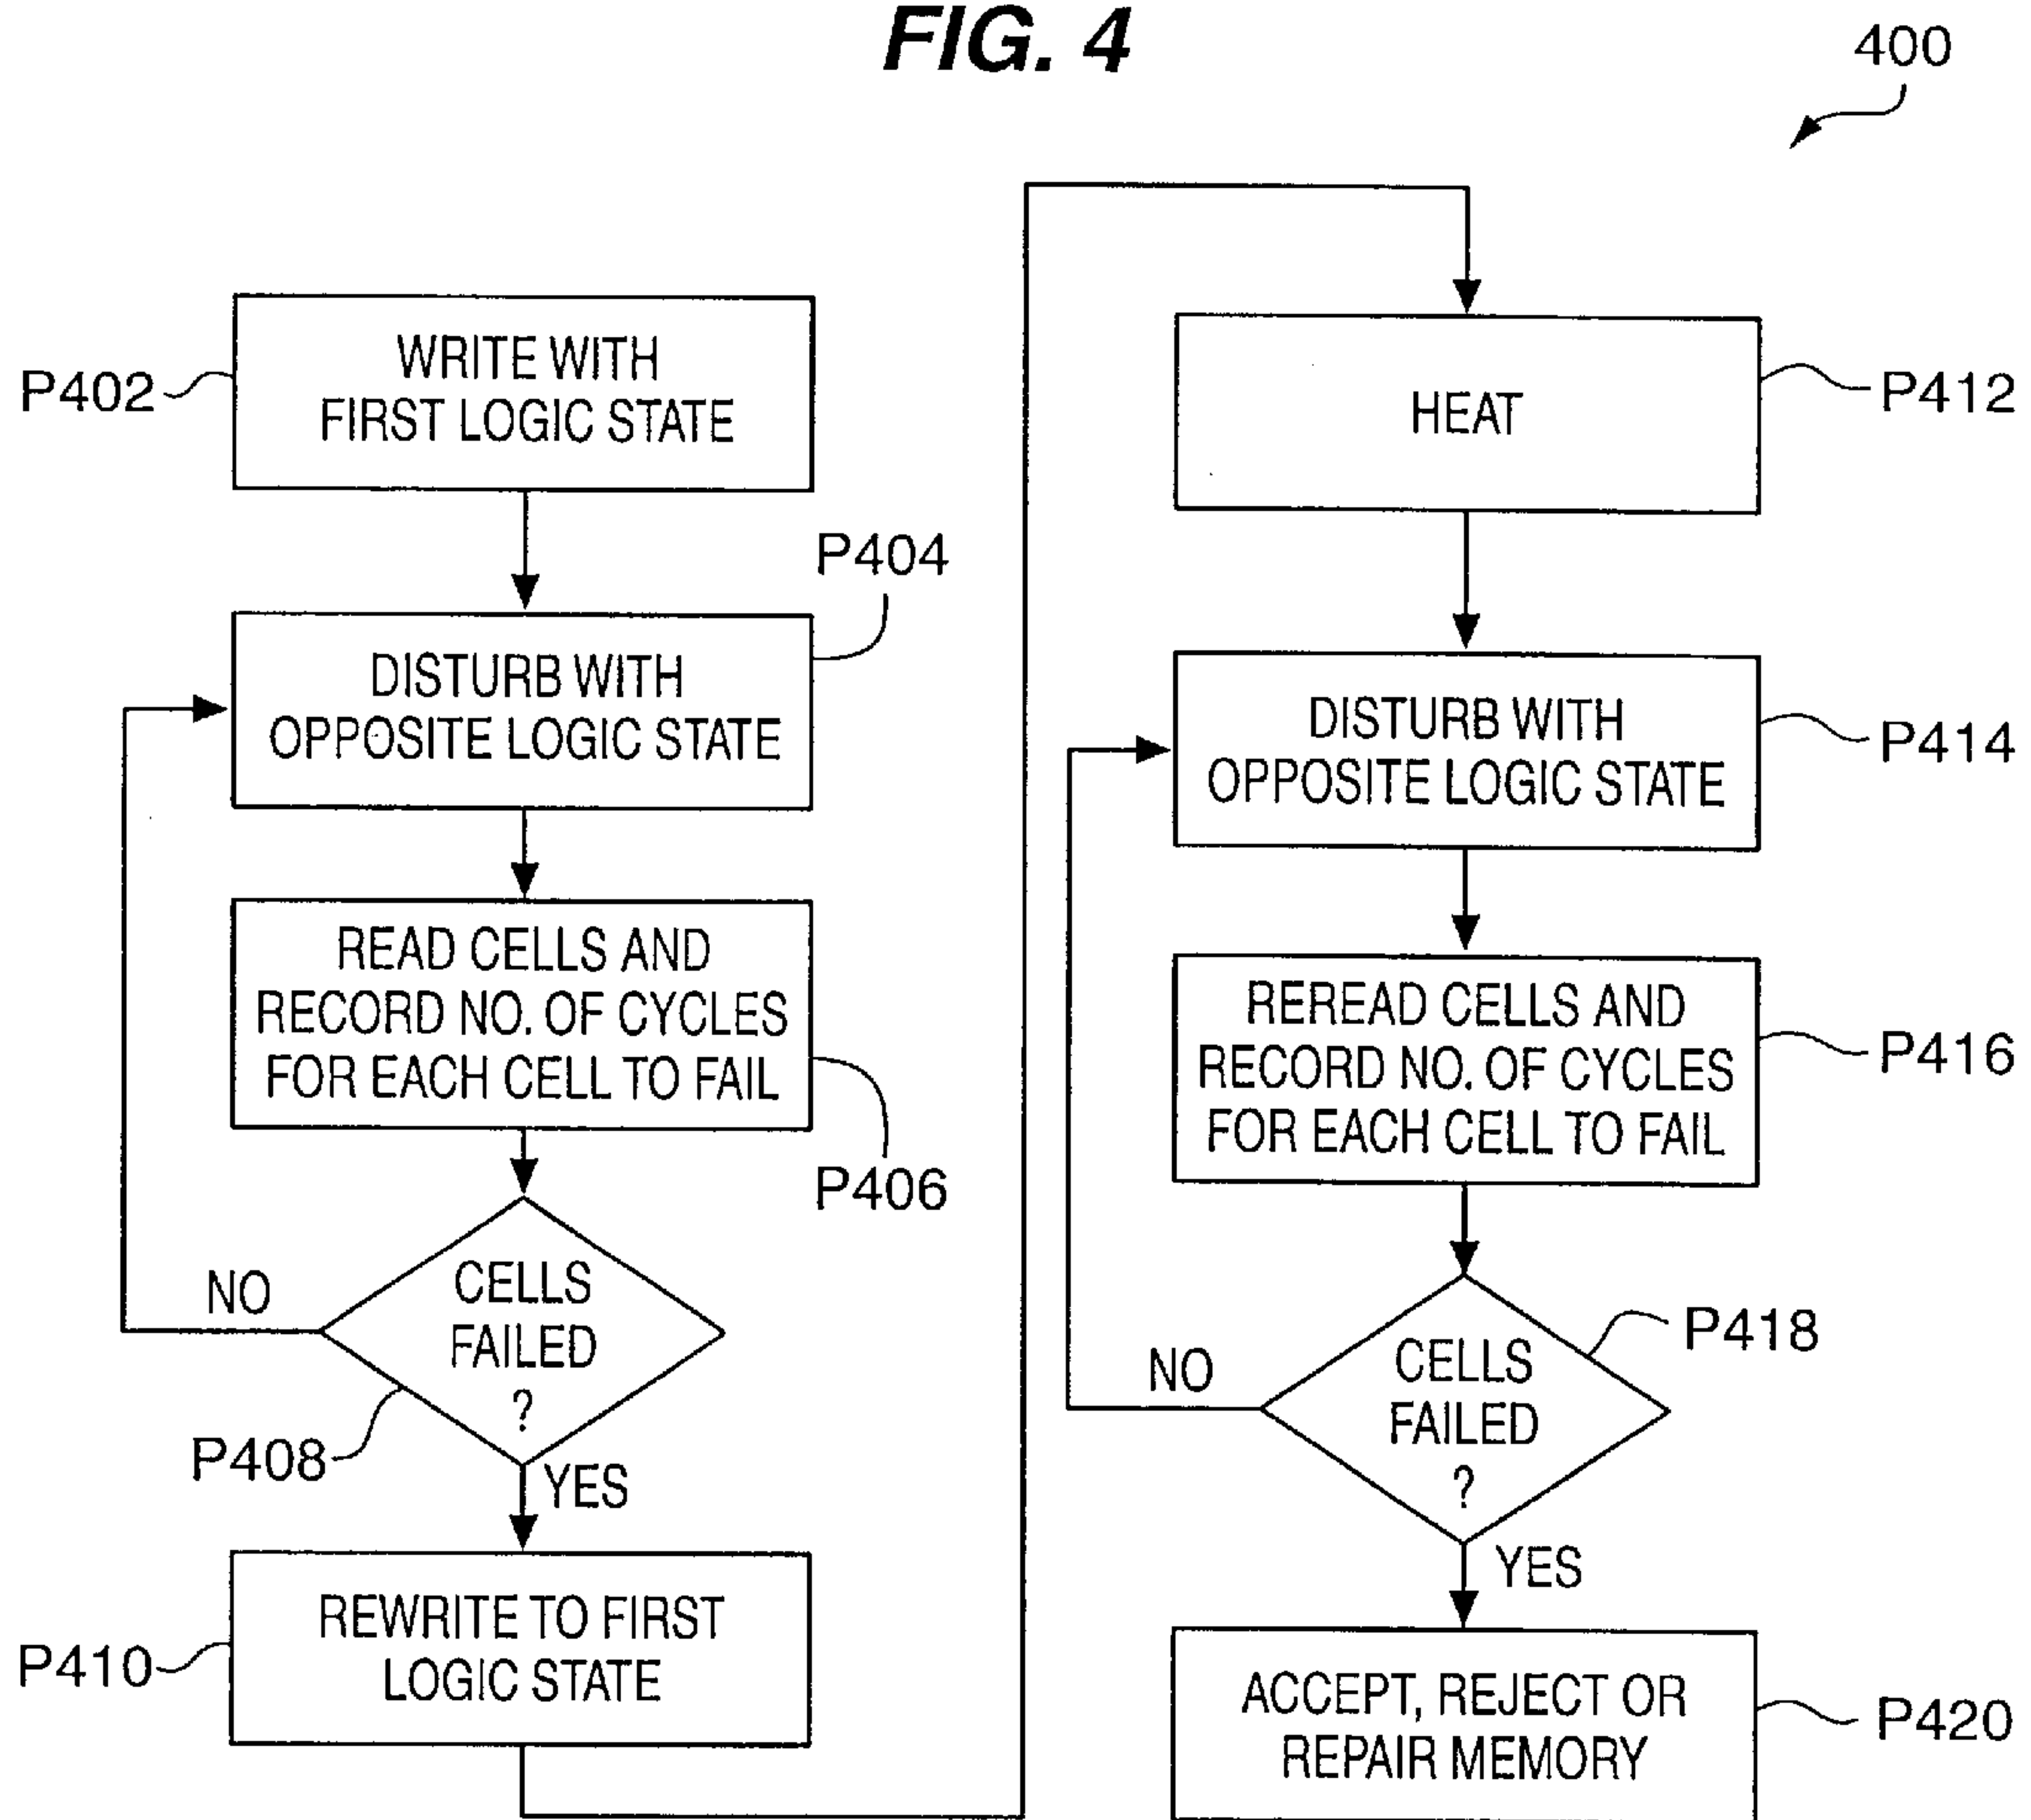 FIG. 4
400
WRITE WITH
FIRST LOGIC STATE
P402
P404
DISTURB WITH
OPPOSITE LOGIC STATE
READ CELLS AND
RECORD NO. OF CYCLES
FOR EACH CELL TO FAIL
P406
CELLS
FAILED
?
NO
P408
YES
REWRITE TO FIRST
LOGIC STATE
P410
HEAT
P412
DISTURB WITH
OPPOSITE LOGIC STATE
P414
REREAD CELLS AND
RECORD NO. OF CYCLES
FOR EACH CELL TO FAIL
P416
CELLS
FAILED
?
P418
NO
YES
ACCEPT, REJECT OR
REPAIR MEMORY
P420